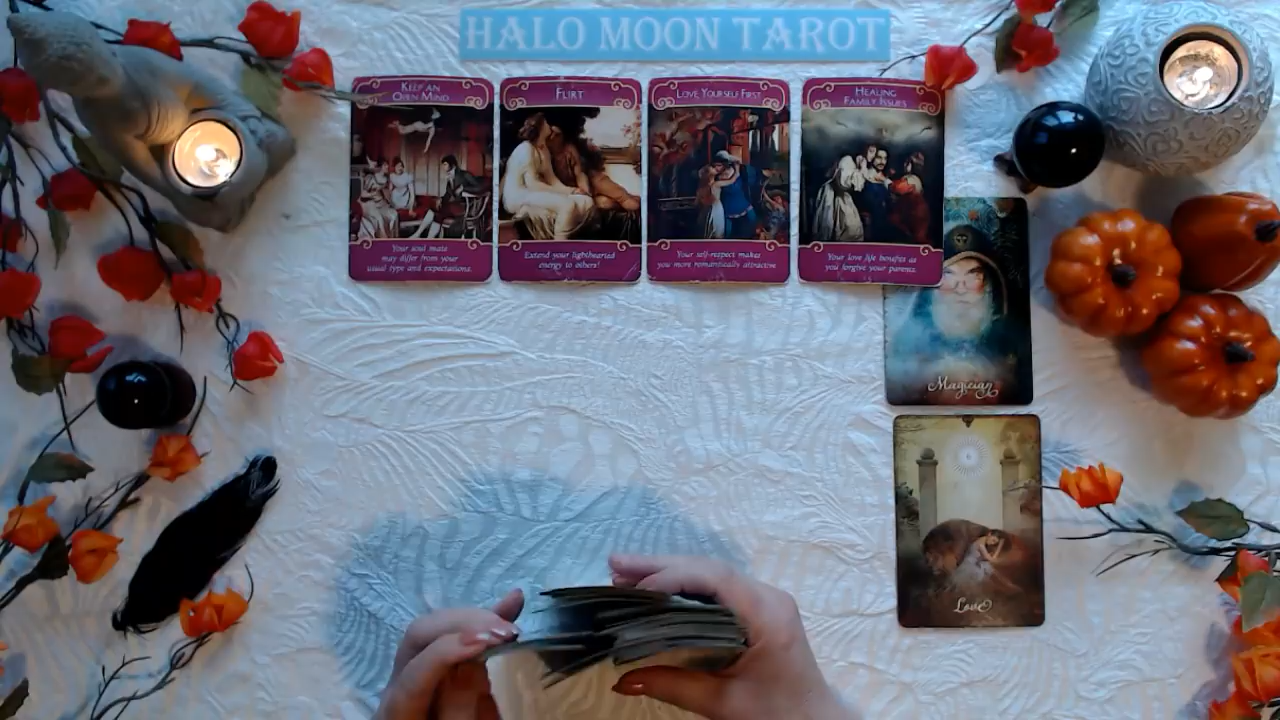 HALO MOON TAROT
KEEP AN
OPEN MIND
Your soul mate
may differ from your
usual type and expectations.
FLIRT
Extend your lighthearted
energy to others!
LOVE YOURSELF FIRST
Your self-respect makes
you more romantically attractive
HEALING
FAMILY ISSUES
Your love life benefits as
you forgive your parents.
Magician
Love